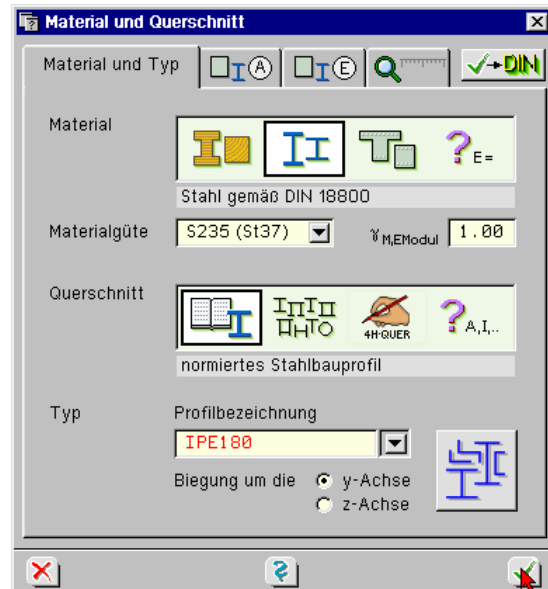 Material und Querschnitt
Material und Typ
A
E
DIN
Material
E=
Stahl gemäß DIN 18800
Materialgüte
S235 (St37)
γ M,EModul
1.00
Querschnitt
4H-QUER
A,I,..
normiertes Stahlbauprofil
Typ
Profilbezeichnung
IPE180
Biegung um die
y-Achse
z-Achse